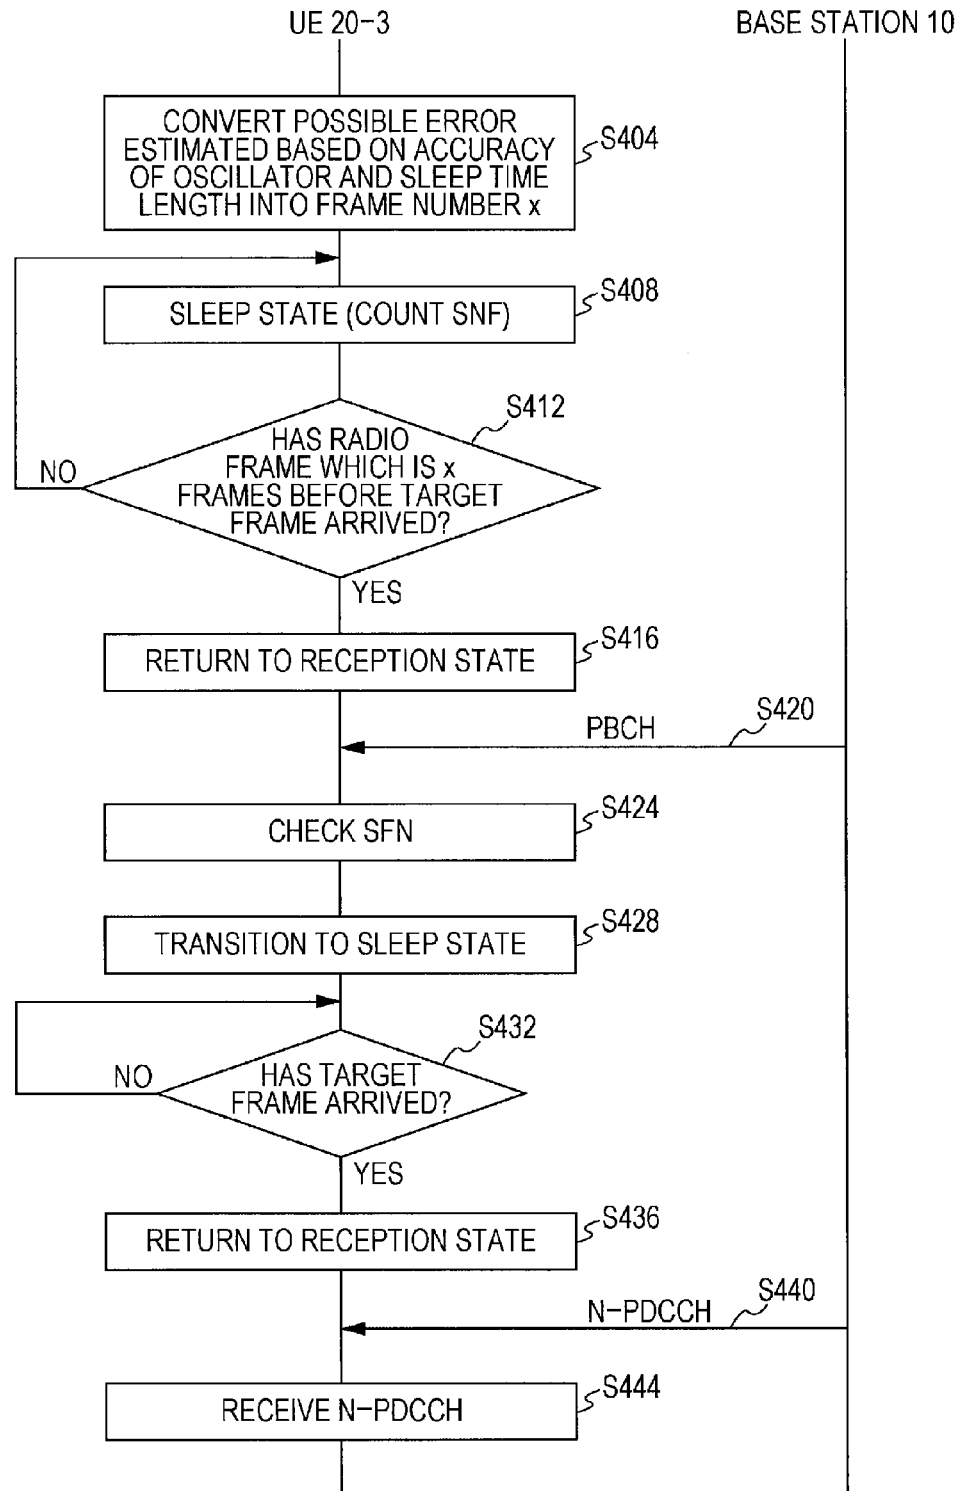 UE 20-3
BASE STATION 10
CONVERT POSSIBLE ERROR
ESTIMATED BASED ON ACCURACY
OF OSCILLATOR AND SLEEP TIME
LENGTH INTO FRAME NUMBER x
S404
SLEEP STATE (COUNT SNF)
S408
S412
HAS RADIO
FRAME WHICH IS x
FRAMES BEFORE TARGET
FRAME ARRIVED?
NO
YES
RETURN TO RECEPTION STATE
S416
PBCH
S420
CHECK SFN
S424
TRANSITION TO SLEEP STATE
S428
S432
HAS TARGET
FRAME ARRIVED?
NO
YES
RETURN TO RECEPTION STATE
S436
N-PDCCH
S440
RECEIVE N-PDCCH
S444